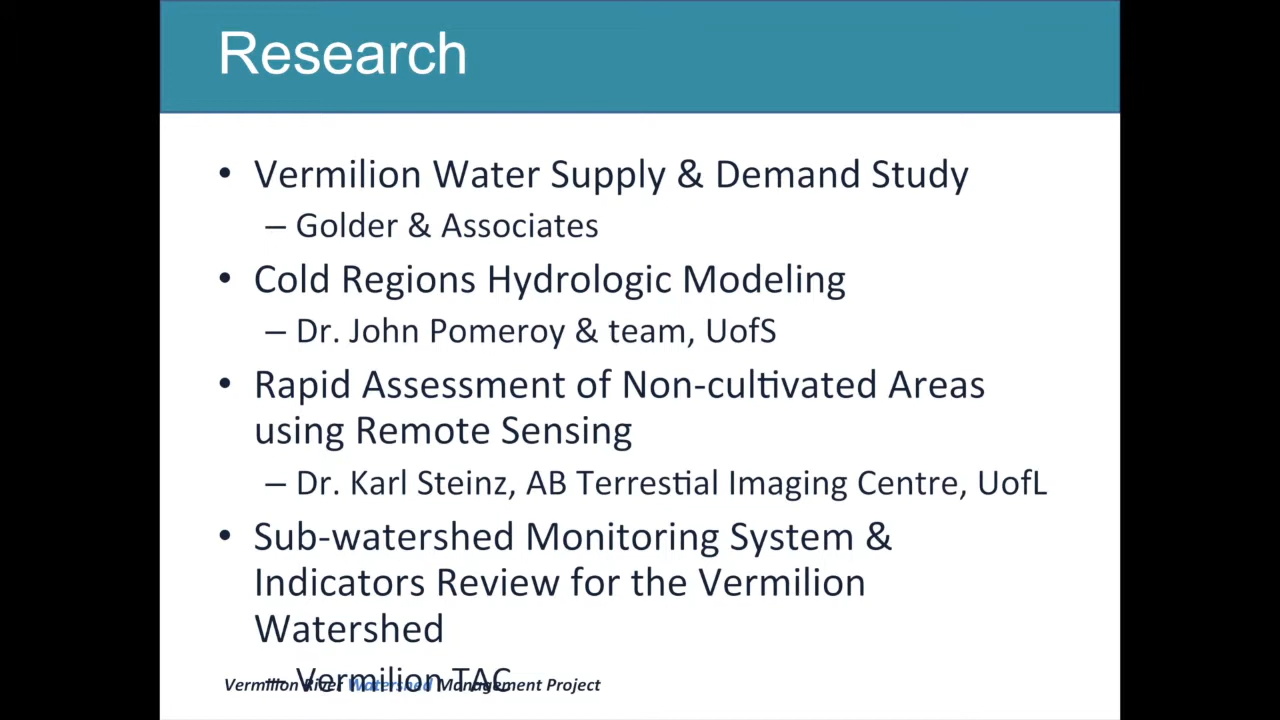 Research
• Vermilion Water Supply & Demand Study
– Golder & Associates
• Cold Regions Hydrologic Modeling
– Dr. John Pomeroy & team, UofS
• Rapid Assessment of Non-cultivated Areas
using Remote Sensing
– Dr. Karl Steinz, AB Terrestial Imaging Centre, UofL
• Sub-watershed Monitoring System &
Indicators Review for the Vermilion
Watershed
– Vermilion TAC
Vermilion River Watershed Management Project